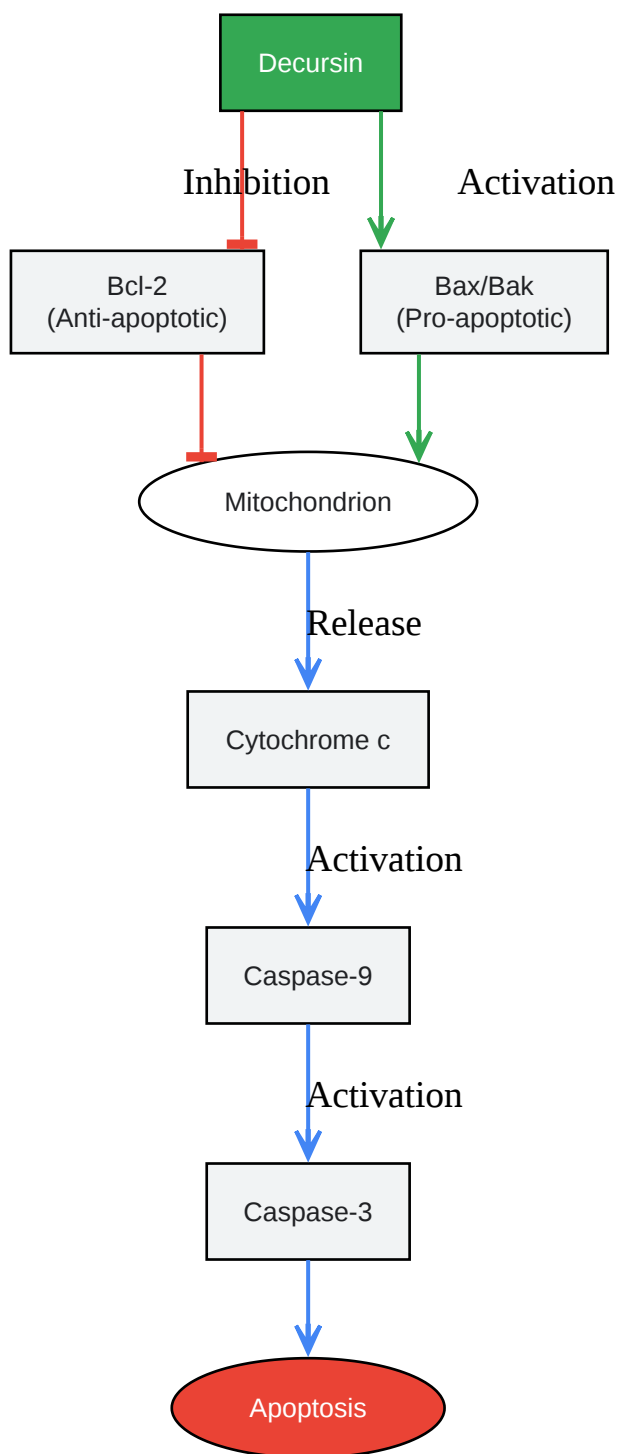 Decursin
Inhibition
Activation
Bcl-2
(Anti-apoptotic)
Bax/Bak
(Pro-apoptotic)
Mitochondrion
Release
Cytochrome c
Activation
Caspase-9
Activation
Caspase-3
Apoptosis